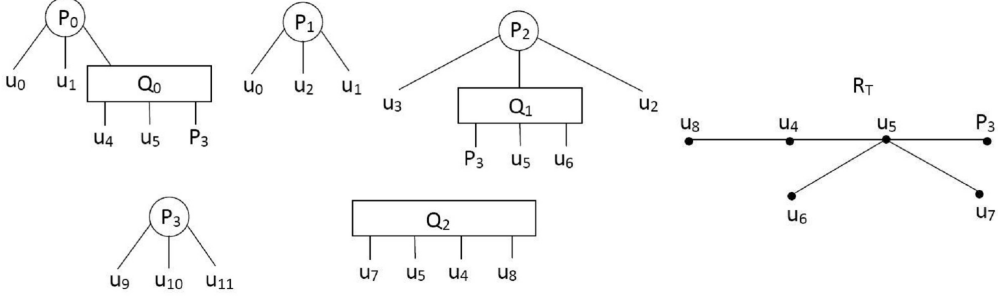 P₀ P₁ P₂
u₀ u₁ Q₀ u₀ u₂ u₁ u₃ Q₁ u₂ R_T
u₄ u₅ P₃ P₃ u₅ u₆ u₈ u₄ u₅ P₃
P₃ Q₂ u₆ u₇
u₉ u₁₀ u₁₁ u₇ u₅ u₄ u₈